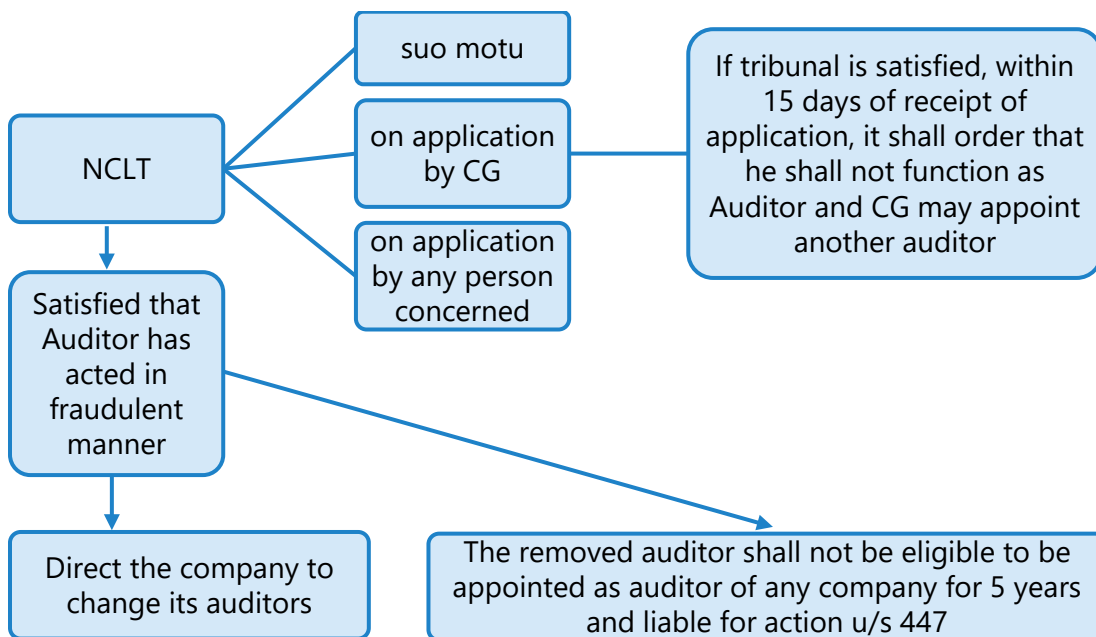 suo motu
NCLT
on application
by CG
If tribunal is satisfied, within
15 days of receipt of
application, it shall order that
he shall not function as
Auditor and CG may appoint
another auditor
on application
by any person
concerned
Satisfied that
Auditor has
acted in
fraudulent
manner
Direct the company to
change its auditors
The removed auditor shall not be eligible to be
appointed as auditor of any company for 5 years
and liable for action u/s 447